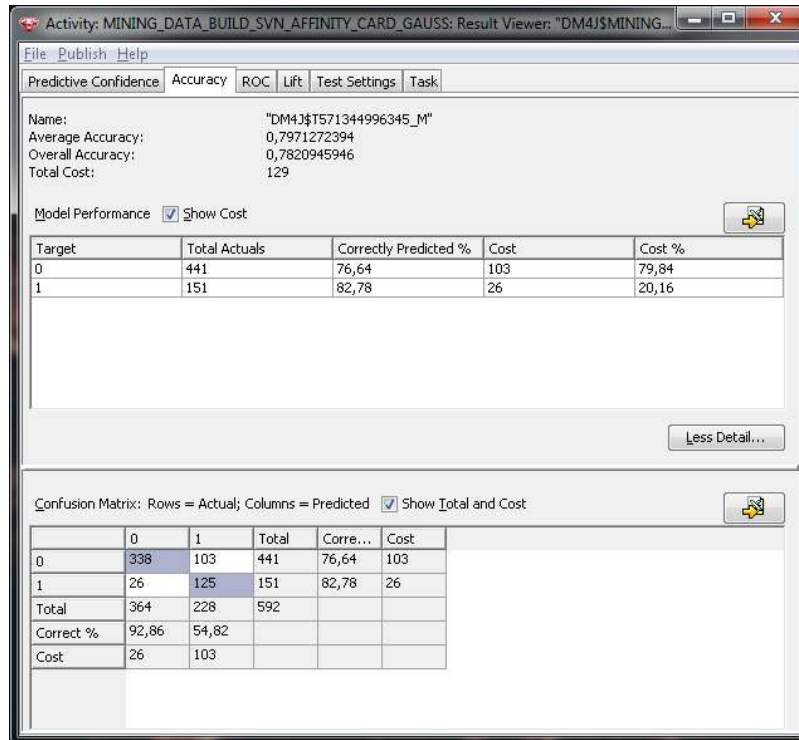 Activity: MINING_DATA_BUILD_SVN_AFFINITY_CARD_GAUSS: Result Viewer: "DM4J$MINING...
File Publish Help
Predictive Confidence Accuracy ROC Lift Test Settings Task
Name: "DM4J$T571344996345_M"
Average Accuracy: 0,7971272394
Overall Accuracy: 0,7820945946
Total Cost: 129
Model Performance Show Cost
Target Total Actuals Correctly Predicted % Cost Cost %
0 441 76,64 103 79,84
1 151 82,78 26 20,16
Less Detail...
Confusion Matrix: Rows = Actual; Columns = Predicted Show Total and Cost
0 1 Total Corre... Cost
0 338 103 441 76,64 103
1 26 125 151 82,78 26
Total 364 228 592
Correct % 92,86 54,82
Cost 26 103